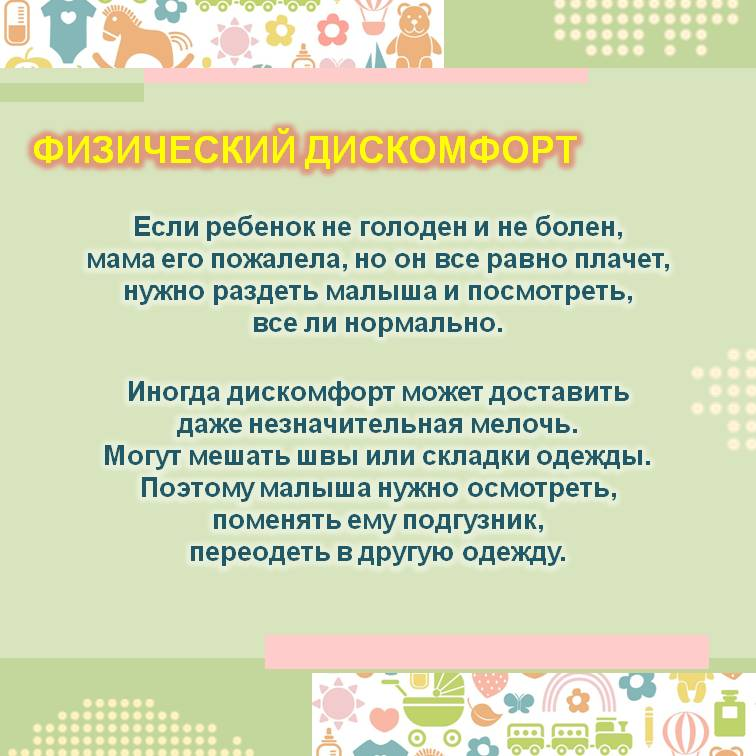 ФИЗИЧЕСКИЙ ДИСКОМФОРТ
Если ребенок не голоден и не болен,
мама его пожалела, но он все равно плачет,
нужно раздеть малыша и посмотреть,
все ли нормально.
Иногда дискомфорт может доставить
даже незначительная мелочь.
Могут мешать швы или складки одежды.
Поэтому малыша нужно осмотреть,
поменять ему подгузник,
переодеть в другую одежду.